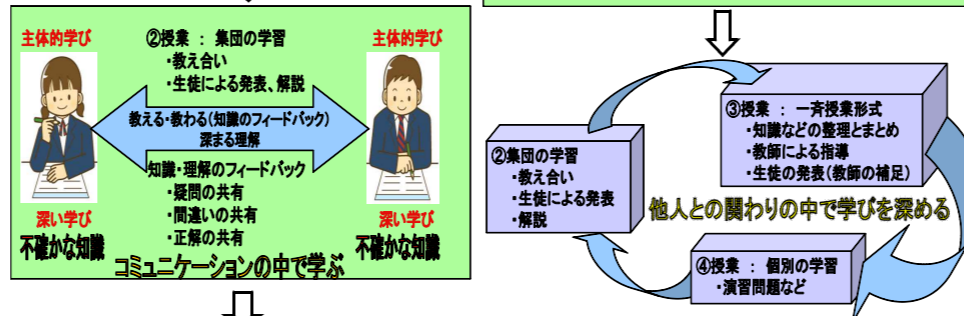 主体的学び
②授業 : 集団の学習
・教え合い
・生徒による発表、解説
主体的学び
教える・教わる(知識のフィードバック)
深まる理解
知識・理解のフィードバック
・疑問の共有
・間違いの共有
・正解の共有
深い学び
不確かな知識
深い学び
不確かな知識
コミュニケーションの中で学ぶ
③授業 : 一斉授業形式
・知識などの整理とまとめ
・教師による指導
・生徒の発表(教師の補足)
②集団の学習
・教え合い
・生徒による発表
・解説
他人との関わりの中で学びを深める
④授業 : 個別の学習
・演習問題など